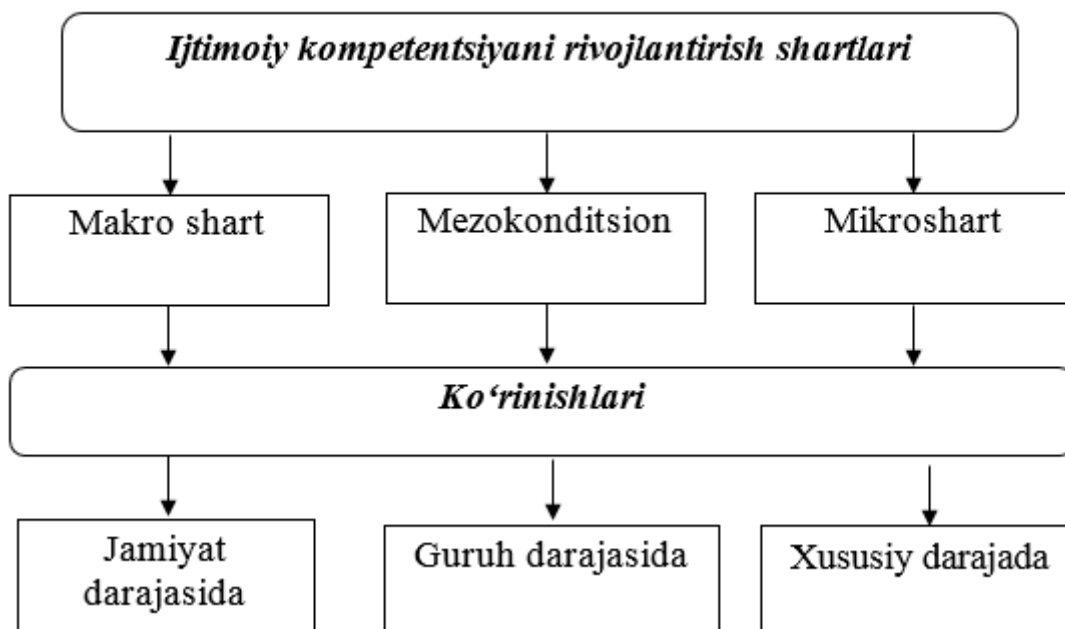 Ijtimoiy kompetentsiyani rivojlantirish shartlari
Makro shart
Mezokonditsion
Mikroshart
Ko‘rinishlari
Jamiyat
darajasida
Guruh darajasida
Xususiy darajada